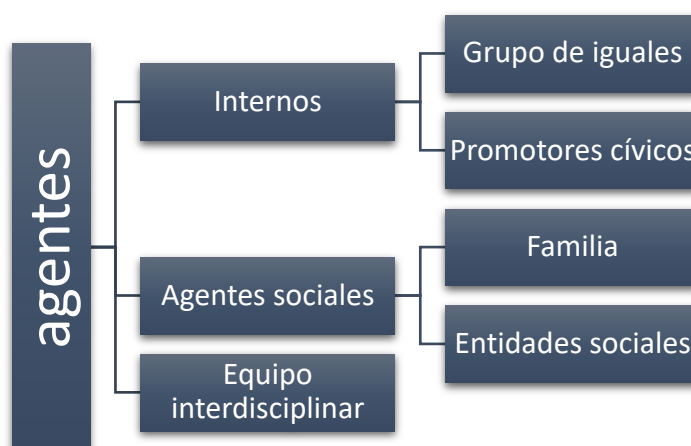 agentes
Internos
Grupo de iguales
Promotores cívicos
Agentes sociales
Familia
Entidades sociales
Equipo
interdisciplinar